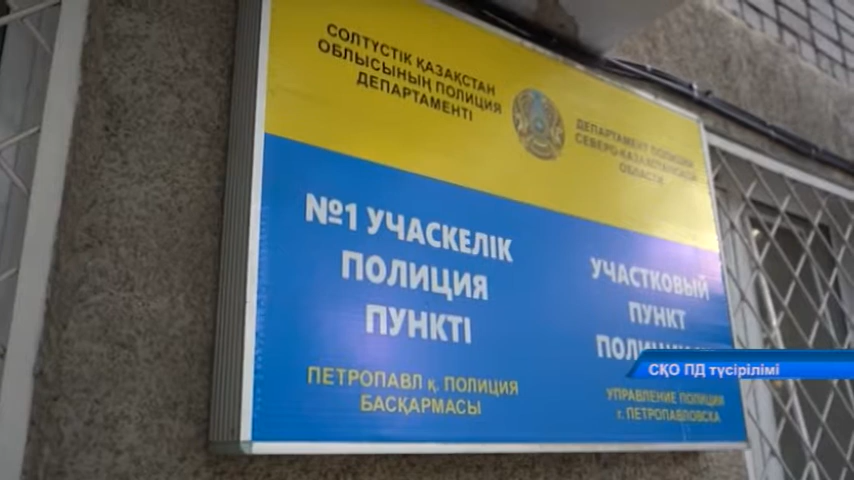 СОЛТҮСТІК ҚАЗАҚСТАН
ОБЛЫСЫНЫҢ ПОЛИЦИЯ
ДЕПАРТАМЕНТІ
ДЕПАРТАМЕНТ ПОЛИЦИИ
СЕВЕРО-КАЗАХСТАНСКОЙ
ОБЛАСТИ
№1 УЧАСКЕЛІК
ПОЛИЦИЯ
ПУНКТІ
УЧАСТКОВЫЙ
ПУНКТ
ПЕТРОПАВЛ қ. ПОЛИЦИЯ
БАСҚАРМАСЫ
УПРАВЛЕНИЕ ПОЛИЦИИ
г. ПЕТРОПАВЛОВСКА
СҚО ПД түсірілімі